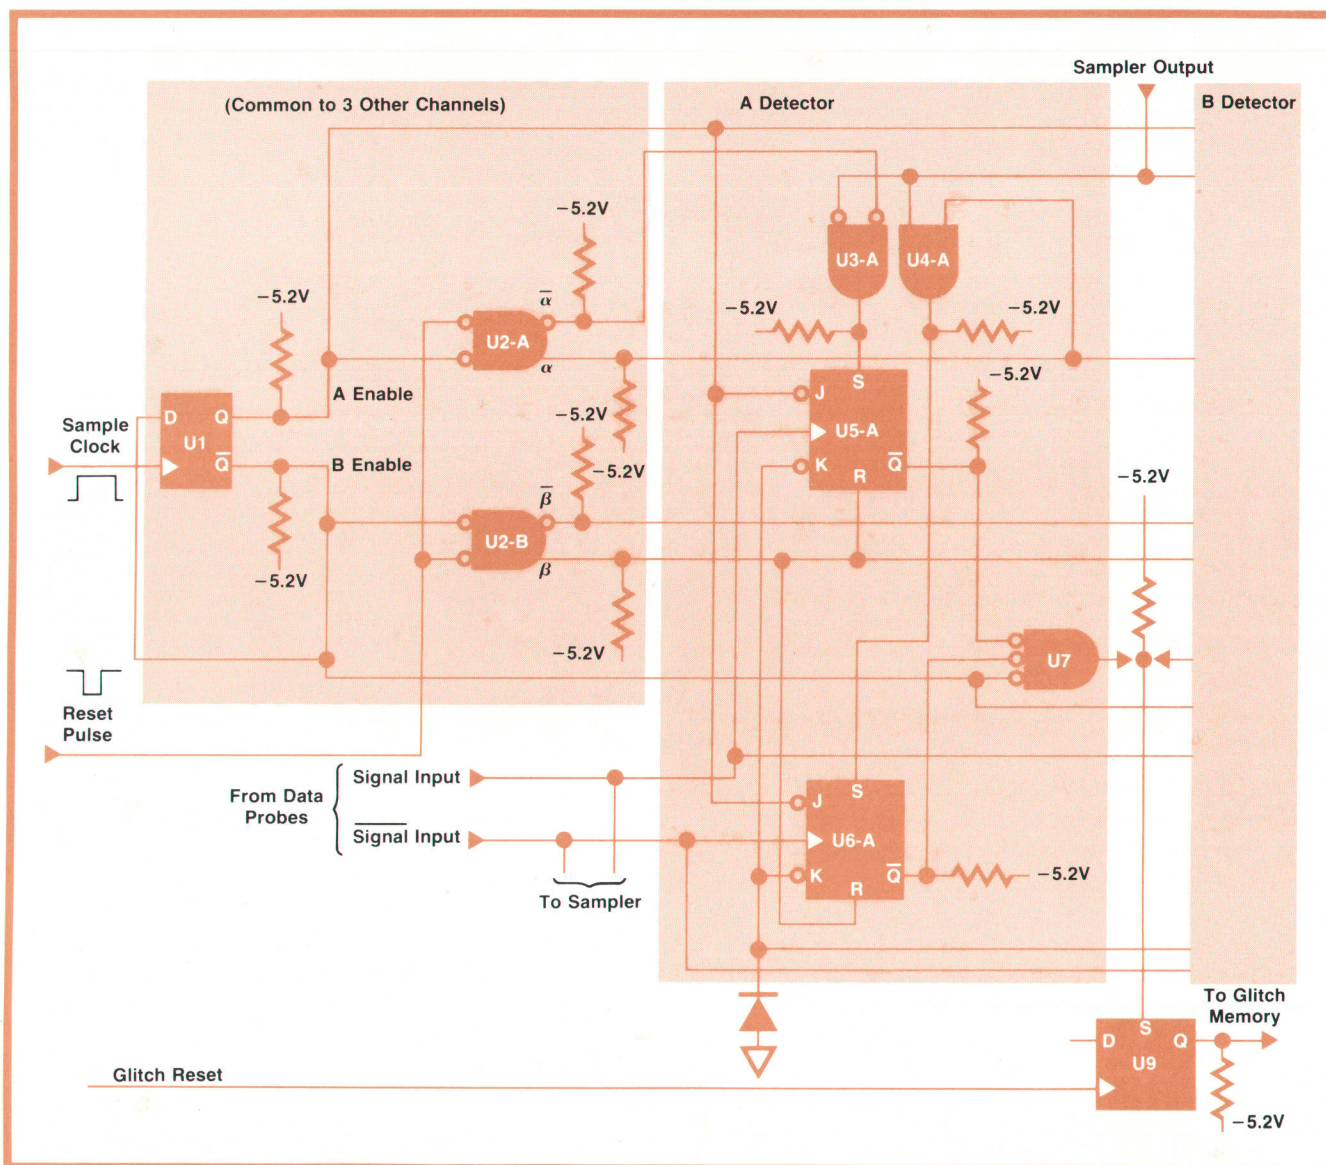 Sampler Output
(Common to 3 Other Channels)
A Detector
B Detector
−5.2V
−5.2V
−5.2V
−5.2V
U3-A
U4-A
ᾱ
U2-A
α
A Enable
−5.2V
S
J
U5-A
K
Q̅
R
D
Q
U1
Q̅
Sample
Clock
B Enable
−5.2V
−5.2V
−5.2V
β̅
U2-B
β
−5.2V
−5.2V
U7
Reset
Pulse
From Data
Probes
Signal Input
S̅i̅g̅n̅a̅l̅ Input
To Sampler
S
J
U6-A
K
Q̅
R
−5.2V
To Glitch
Memory
S
D
Q
U9
Glitch Reset
−5.2V